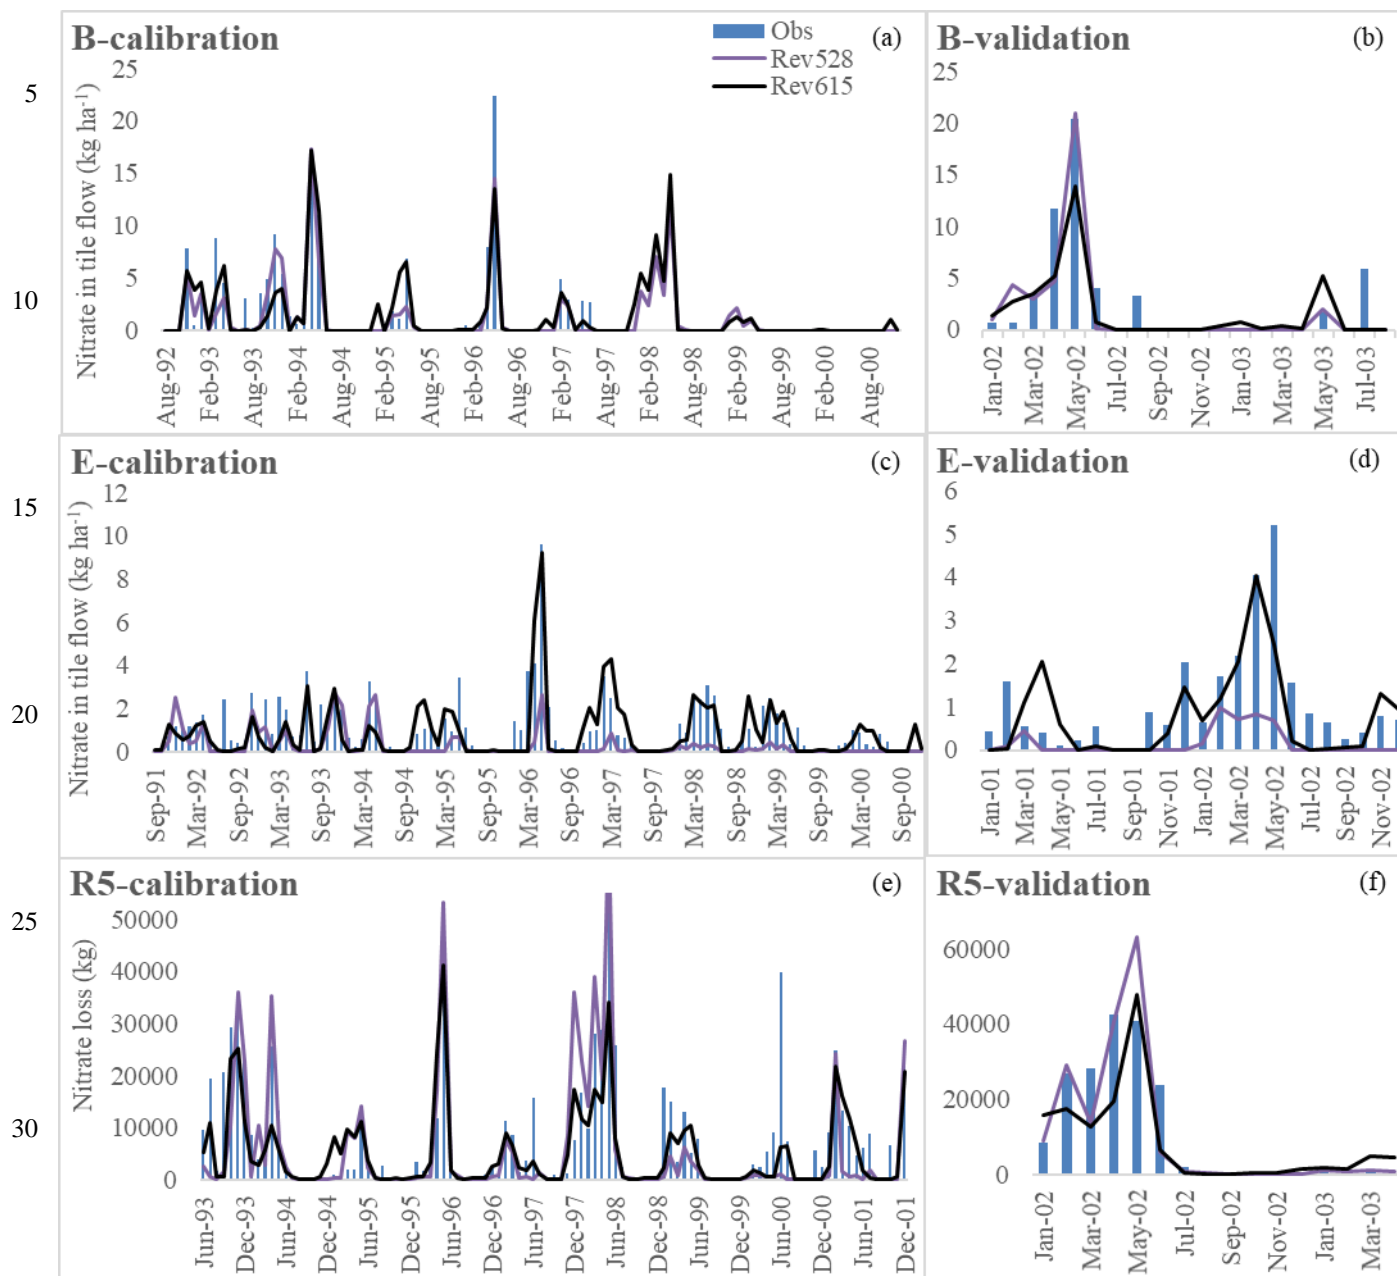 B-calibration
(a)
Obs
Rev528
Rev615
Nitrate in tile flow (kg ha-1)
25
20
15
10
5
0
Aug-92
Feb-93
Aug-93
Feb-94
Aug-94
Feb-95
Aug-95
Feb-96
Aug-96
Feb-97
Aug-97
Feb-98
Aug-98
Feb-99
Aug-99
Feb-00
Aug-00
B-validation
(b)
25
20
15
10
5
0
Jan-02
Mar-02
May-02
Jul-02
Sep-02
Nov-02
Jan-03
Mar-03
May-03
Jul-03
5
10
E-calibration
(c)
Nitrate in tile flow (kg ha-1)
12
10
8
6
4
2
0
Sep-91
Mar-92
Sep-92
Mar-93
Sep-93
Mar-94
Sep-94
Mar-95
Sep-95
Mar-96
Sep-96
Mar-97
Sep-97
Mar-98
Sep-98
Mar-99
Sep-99
Mar-00
Sep-00
E-validation
(d)
6
5
4
3
2
1
0
Jan-01
Mar-01
May-01
Jul-01
Sep-01
Nov-01
Jan-02
Mar-02
May-02
Jul-02
Sep-02
Nov-02
15
20
R5-calibration
(e)
Nitrate loss (kg)
50000
40000
30000
20000
10000
0
Jun-93
Dec-93
Jun-94
Dec-94
Jun-95
Dec-95
Jun-96
Dec-96
Jun-97
Dec-97
Jun-98
Dec-98
Jun-99
Dec-99
Jun-00
Dec-00
Jun-01
Dec-01
R5-validation
(f)
60000
40000
20000
0
Jan-02
Mar-02
May-02
Jul-02
Sep-02
Nov-02
Jan-03
Mar-03
25
30